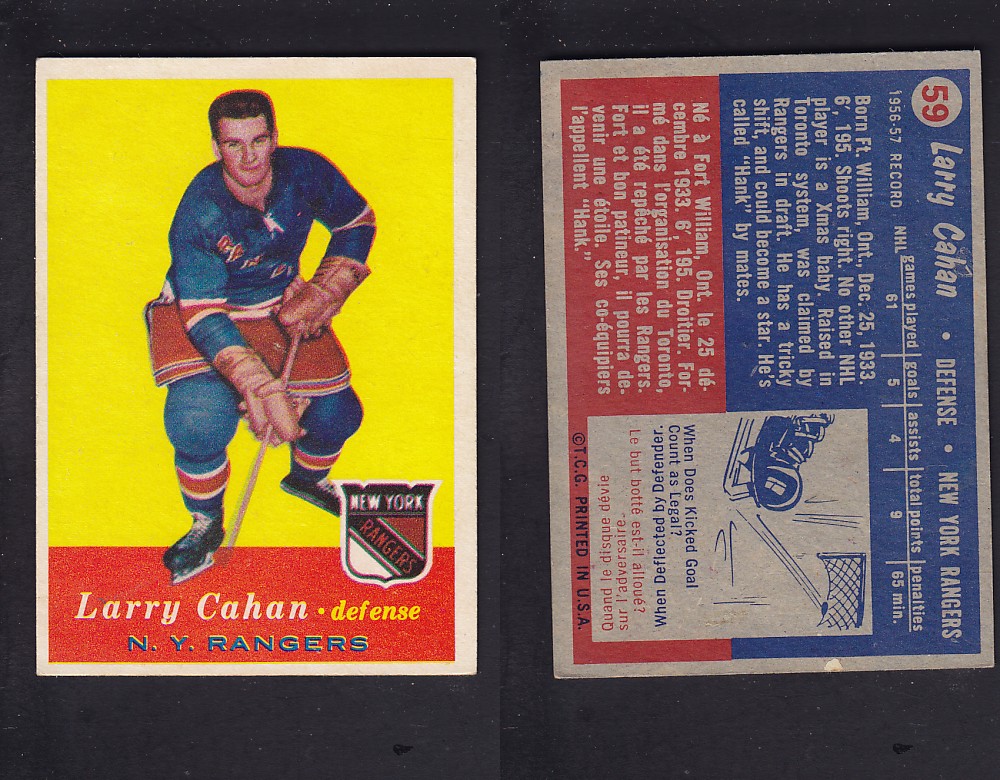 NEW YORK
RANGERS
Larry Cahan • defense
N. Y. RANGERS
59 Larry Cahan • DEFENSE • NEW YORK RANGERS
1956-57 RECORD games played goals assists total points penalties
NHL 61 5 4 9 65 min.
Born Ft. William, Ont., Dec. 25, 1933.
6', 195. Shoots right. No other NHL
player is a Xmas baby. Raised in
Toronto system, was claimed by
Rangers in draft. He has a tricky
shift, and could become a star. He's
called "Hank" by mates.
Né à Fort William, Ont. le 25 dé-
cembre 1933. 6', 195. Droitier. For-
mé dans l'organisation du Toronto,
il a été repêché par les Rangers.
Fort et bon patineur, il pourra de-
venir une étoile. Ses co-équipiers
l'appellent "Hank."
When Does Kicked Goal
Count as Legal?
When Deflected by Defender.
Le but botté est-il alloué?
Quand le disque dévie
sur l'adversaire.
©T.C.G. PRINTED IN U.S.A.